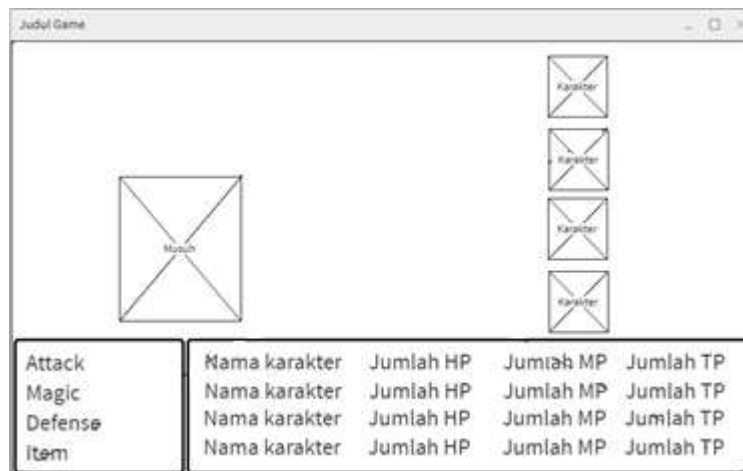 Judul Game
Karakter
Karakter
Karakter
Karakter
Musuh
Attack
Magic
Defense
Item
Nama karakter Jumlah HP Jumlah MP Jumlah TP
Nama karakter Jumlah HP Jumlah MP Jumlah TP
Nama karakter Jumlah HP Jumlah MP Jumlah TP
Nama karakter Jumlah HP Jumlah MP Jumlah TP